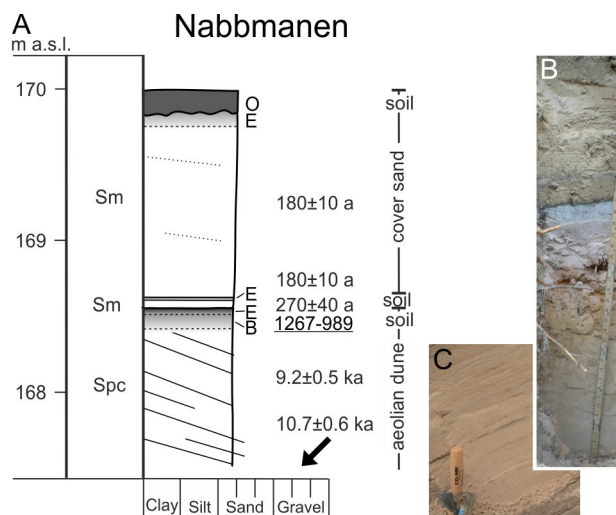 A
Nabbmanen
m a.s.l.
B
170
O
soil
E
Sm
180±10 a
cover sand
169
180±10 a
E
Sm
270±40 a
soil
E
soil
B
1267-989
9.2±0.5 ka
168
Spc
aeolian dune
C
10.7±0.6 ka
Clay
Silt
Sand
Gravel